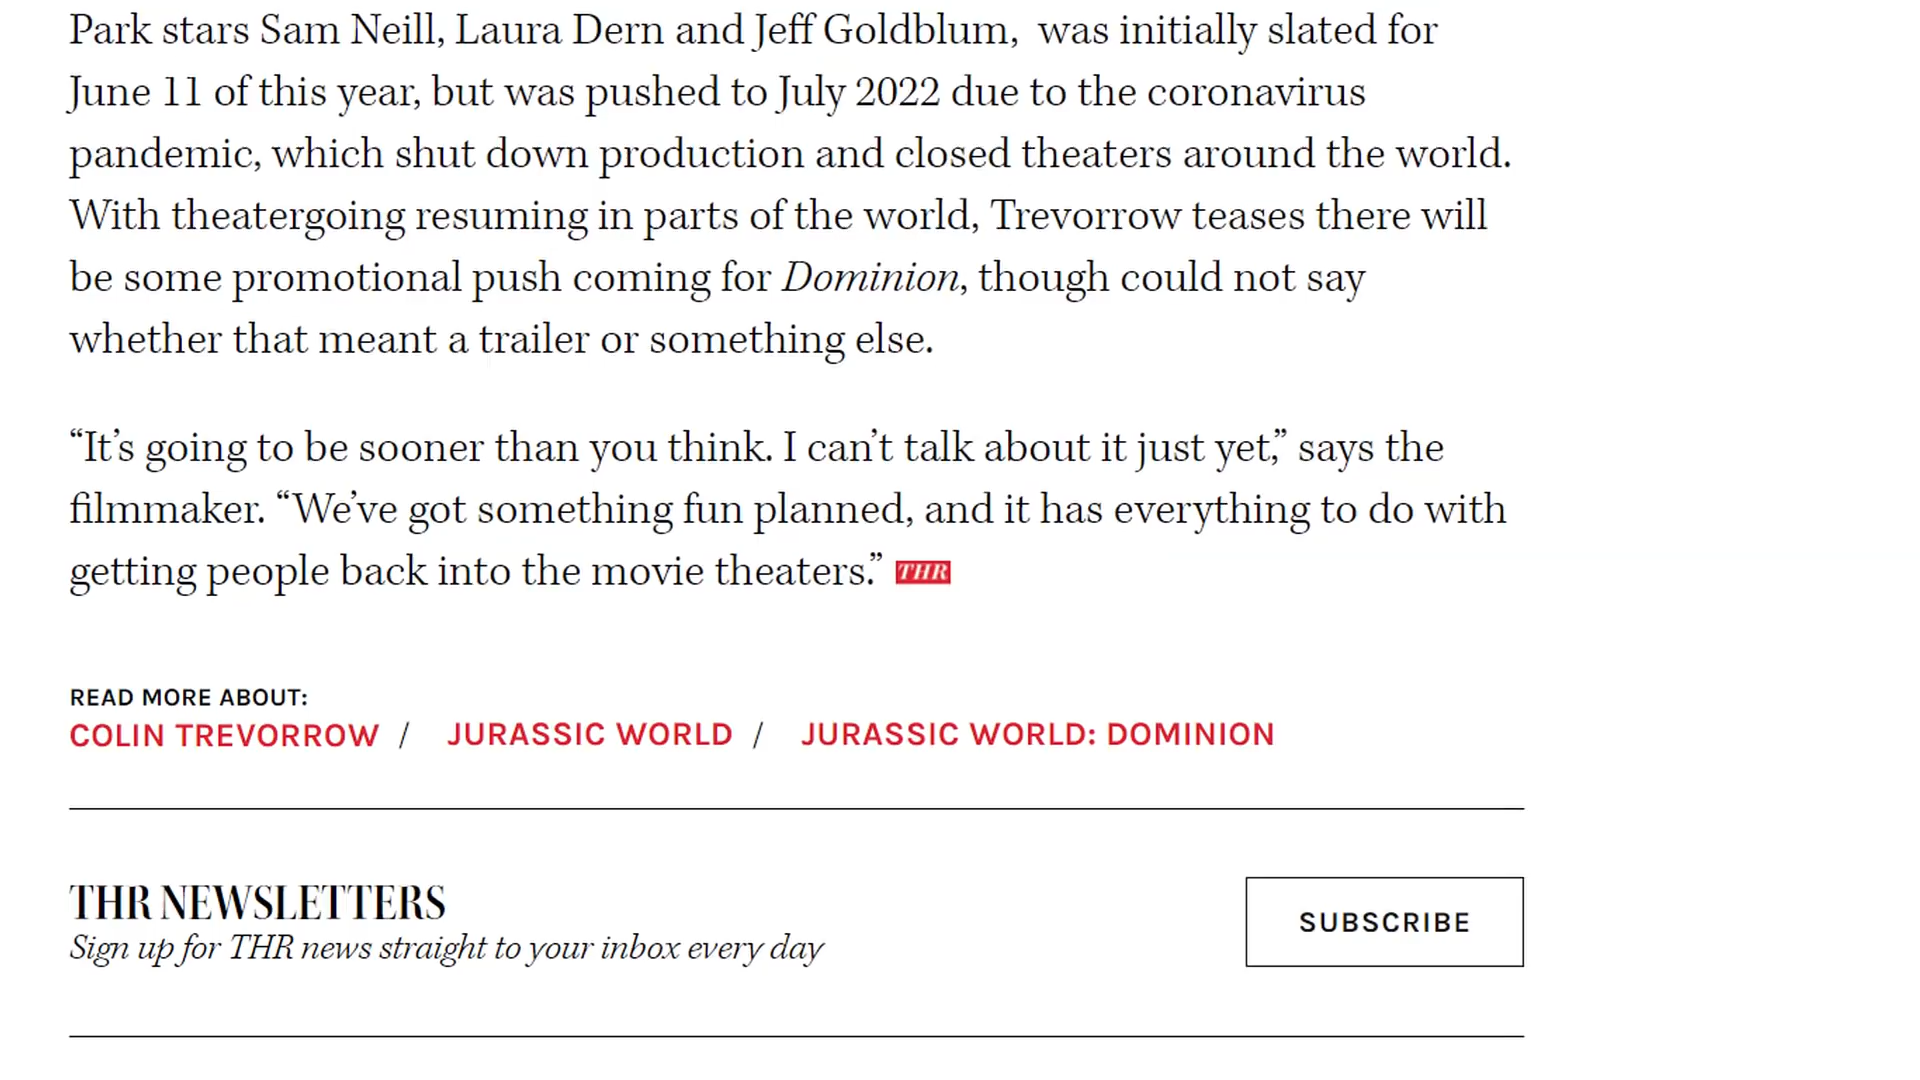 Park stars Sam Neill, Laura Dern and Jeff Goldblum,  was initially slated for
June 11 of this year, but was pushed to July 2022 due to the coronavirus
pandemic, which shut down production and closed theaters around the world.
With theatergoing resuming in parts of the world, Trevorrow teases there will
be some promotional push coming for Dominion, though could not say
whether that meant a trailer or something else.
“It’s going to be sooner than you think. I can’t talk about it just yet,” says the
filmmaker. “We’ve got something fun planned, and it has everything to do with
getting people back into the movie theaters.” THR
READ MORE ABOUT:
COLIN TREVORROW / JURASSIC WORLD / JURASSIC WORLD: DOMINION
THR NEWSLETTERS
Sign up for THR news straight to your inbox every day
SUBSCRIBE